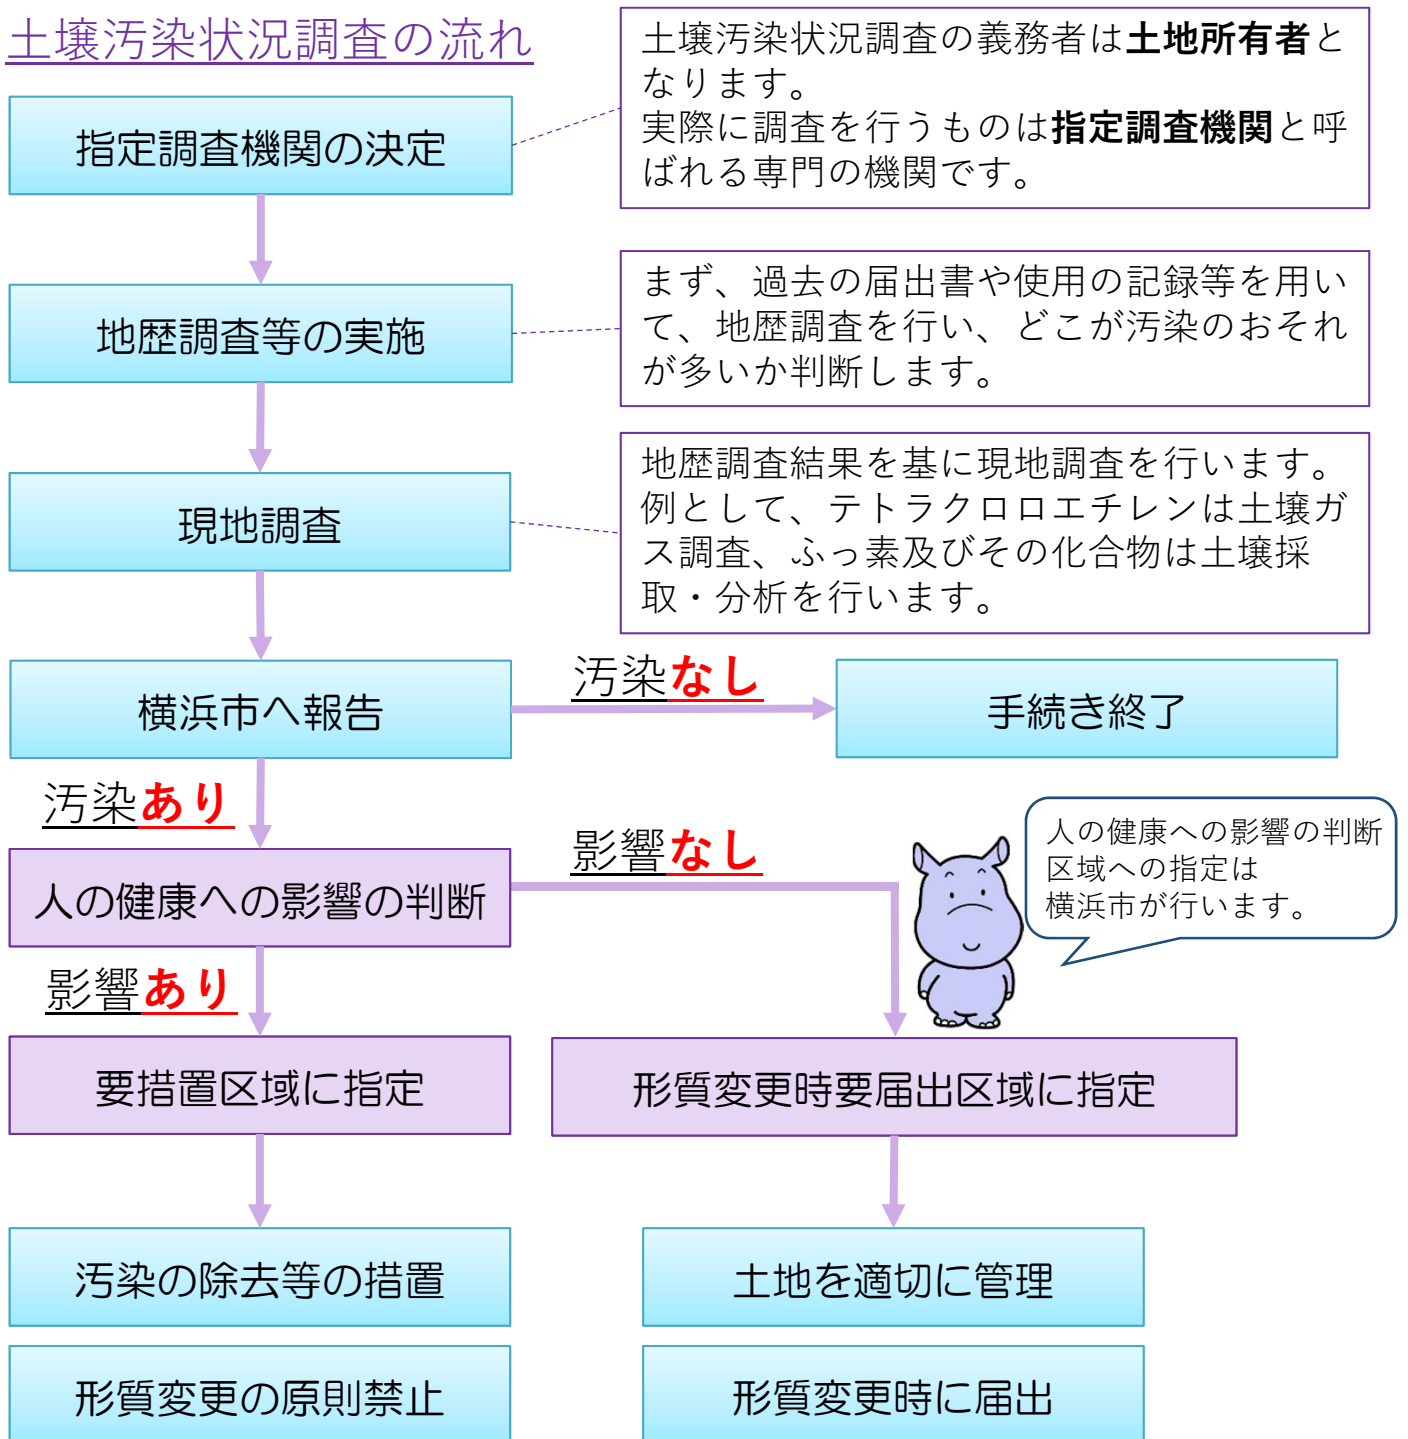 土壌汚染状況調査の流れ
土壌汚染状況調査の義務者は土地所有者と
なります。
実際に調査を行うものは指定調査機関と呼
ばれる専門の機関です。
指定調査機関の決定
まず、過去の届出書や使用の記録等を用い
て、地歴調査を行い、どこが汚染のおそれ
が多いか判断します。
地歴調査等の実施
地歴調査結果を基に現地調査を行います。
例として、テトラクロロエチレンは土壌ガ
ス調査、ふっ素及びその化合物は土壌採
取・分析を行います。
現地調査
横浜市へ報告
汚染なし
手続き終了
汚染あり
人の健康への影響の判断
影響なし
人の健康への影響の判断
区域への指定は
横浜市が行います。
影響あり
要措置区域に指定
形質変更時要届出区域に指定
汚染の除去等の措置
土地を適切に管理
形質変更の原則禁止
形質変更時に届出